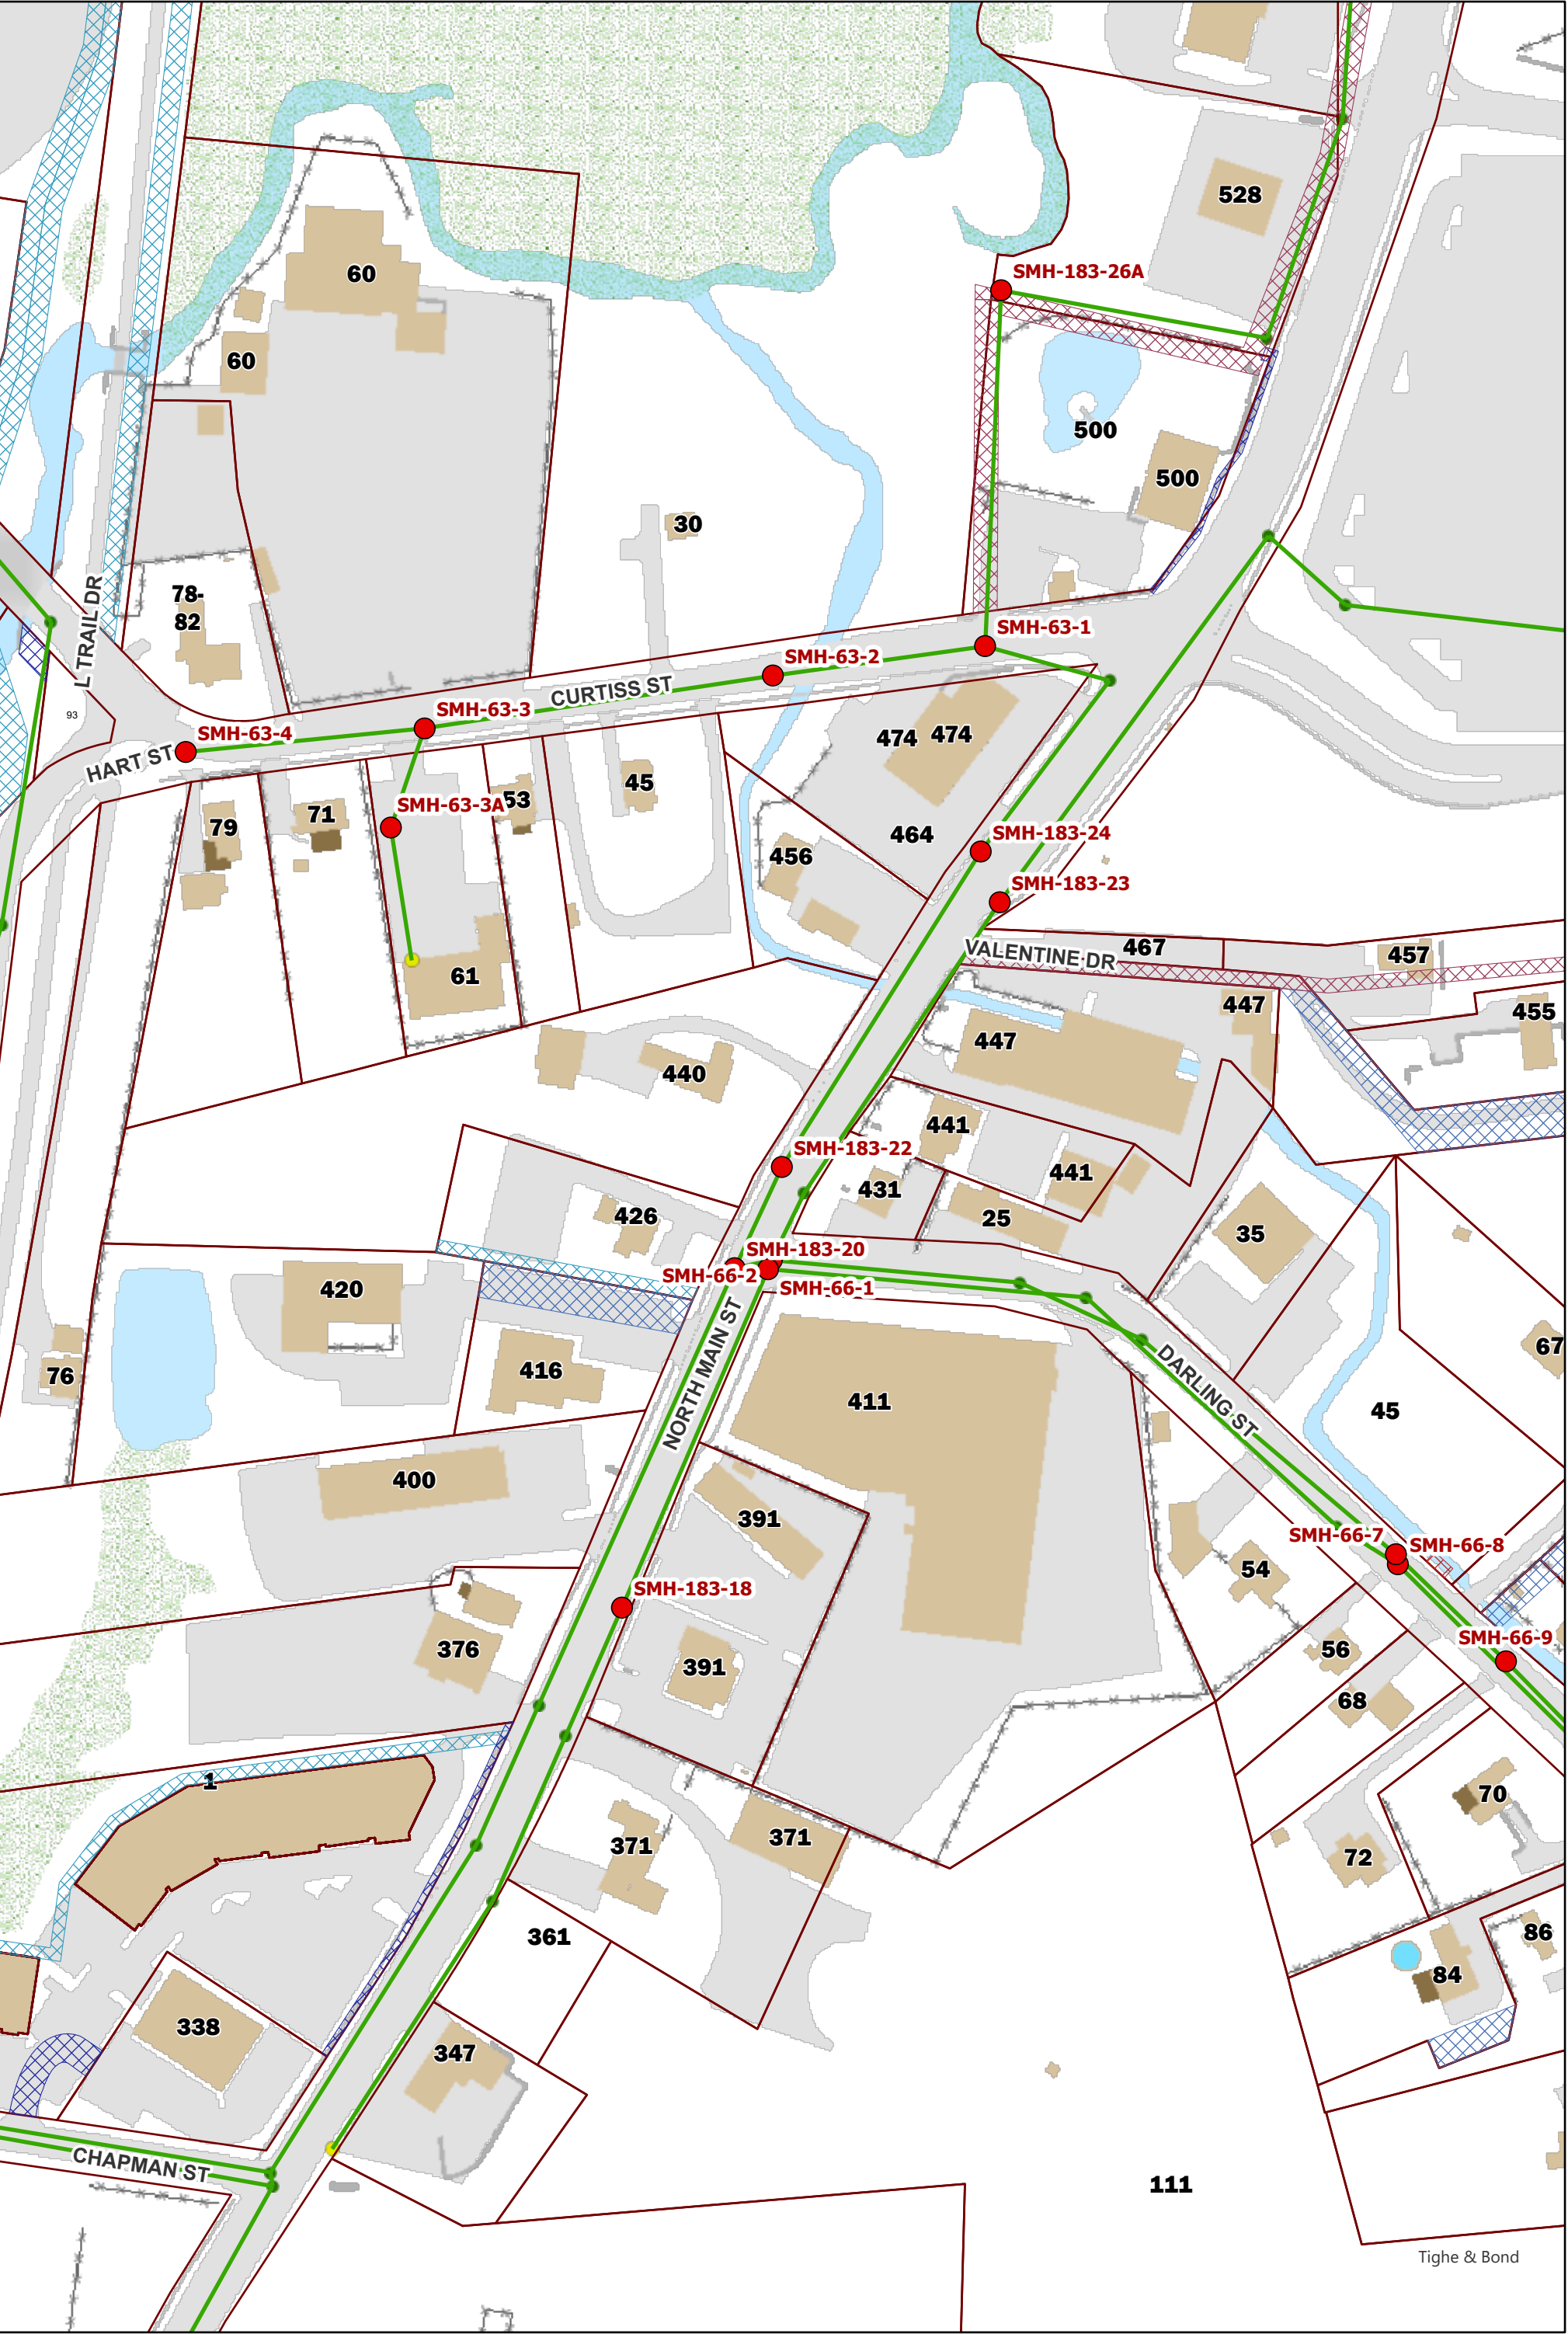 528
SMH-183-26A
60
60
500
500
30
78-
82
L TRAIL DR
SMH-63-1
SMH-63-2
CURTISS ST
SMH-63-3
93
SMH-63-4
HART ST
474
474
45
53
SMH-63-3A
71
79
464
SMH-183-24
456
SMH-183-23
VALENTINE DR
467
457
61
447
455
447
440
441
SMH-183-22
441
431
426
25
35
SMH-183-20
SMH-66-2
SMH-66-1
420
NORTH MAIN ST
67
416
76
DARLING ST
411
45
400
391
SMH-66-7
SMH-66-8
54
SMH-183-18
SMH-66-9
376
56
391
68
1
70
371
371
72
361
86
84
338
347
CHAPMAN ST
111
Tighe & Bond